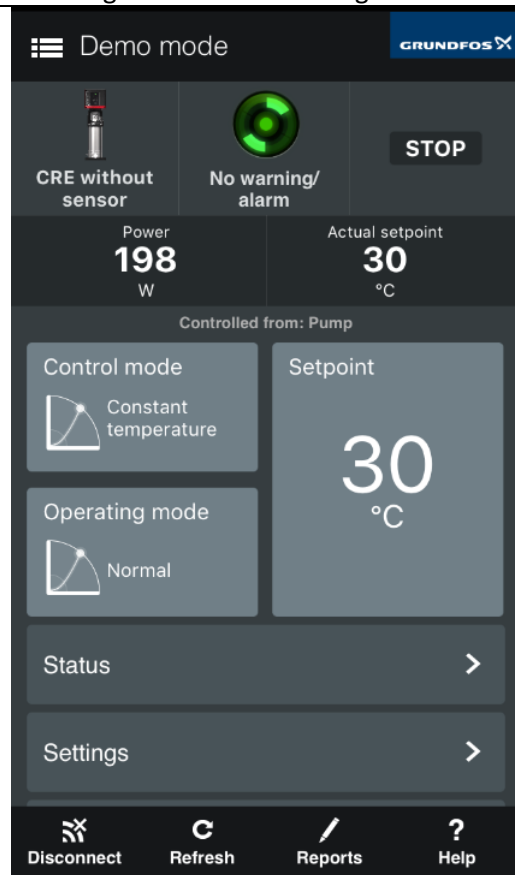 Demo mode
GRUNDFOS
CRE without
sensor
No warning/
alarm
STOP
Power
198
W
Actual setpoint
30
°C
Controlled from: Pump
Control mode
Constant
temperature
Setpoint
30
°C
Operating mode
Normal
Status
Settings
Disconnect
Refresh
Reports
?
Help